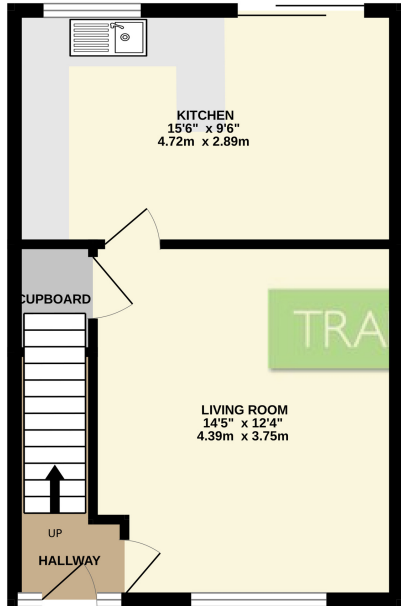 KITCHEN
15'6" x 9'6"
4.72m x 2.89m
CUPBOARD
TRA
LIVING ROOM
14'5" x 12'4"
4.39m x 3.75m
UP
HALLWAY